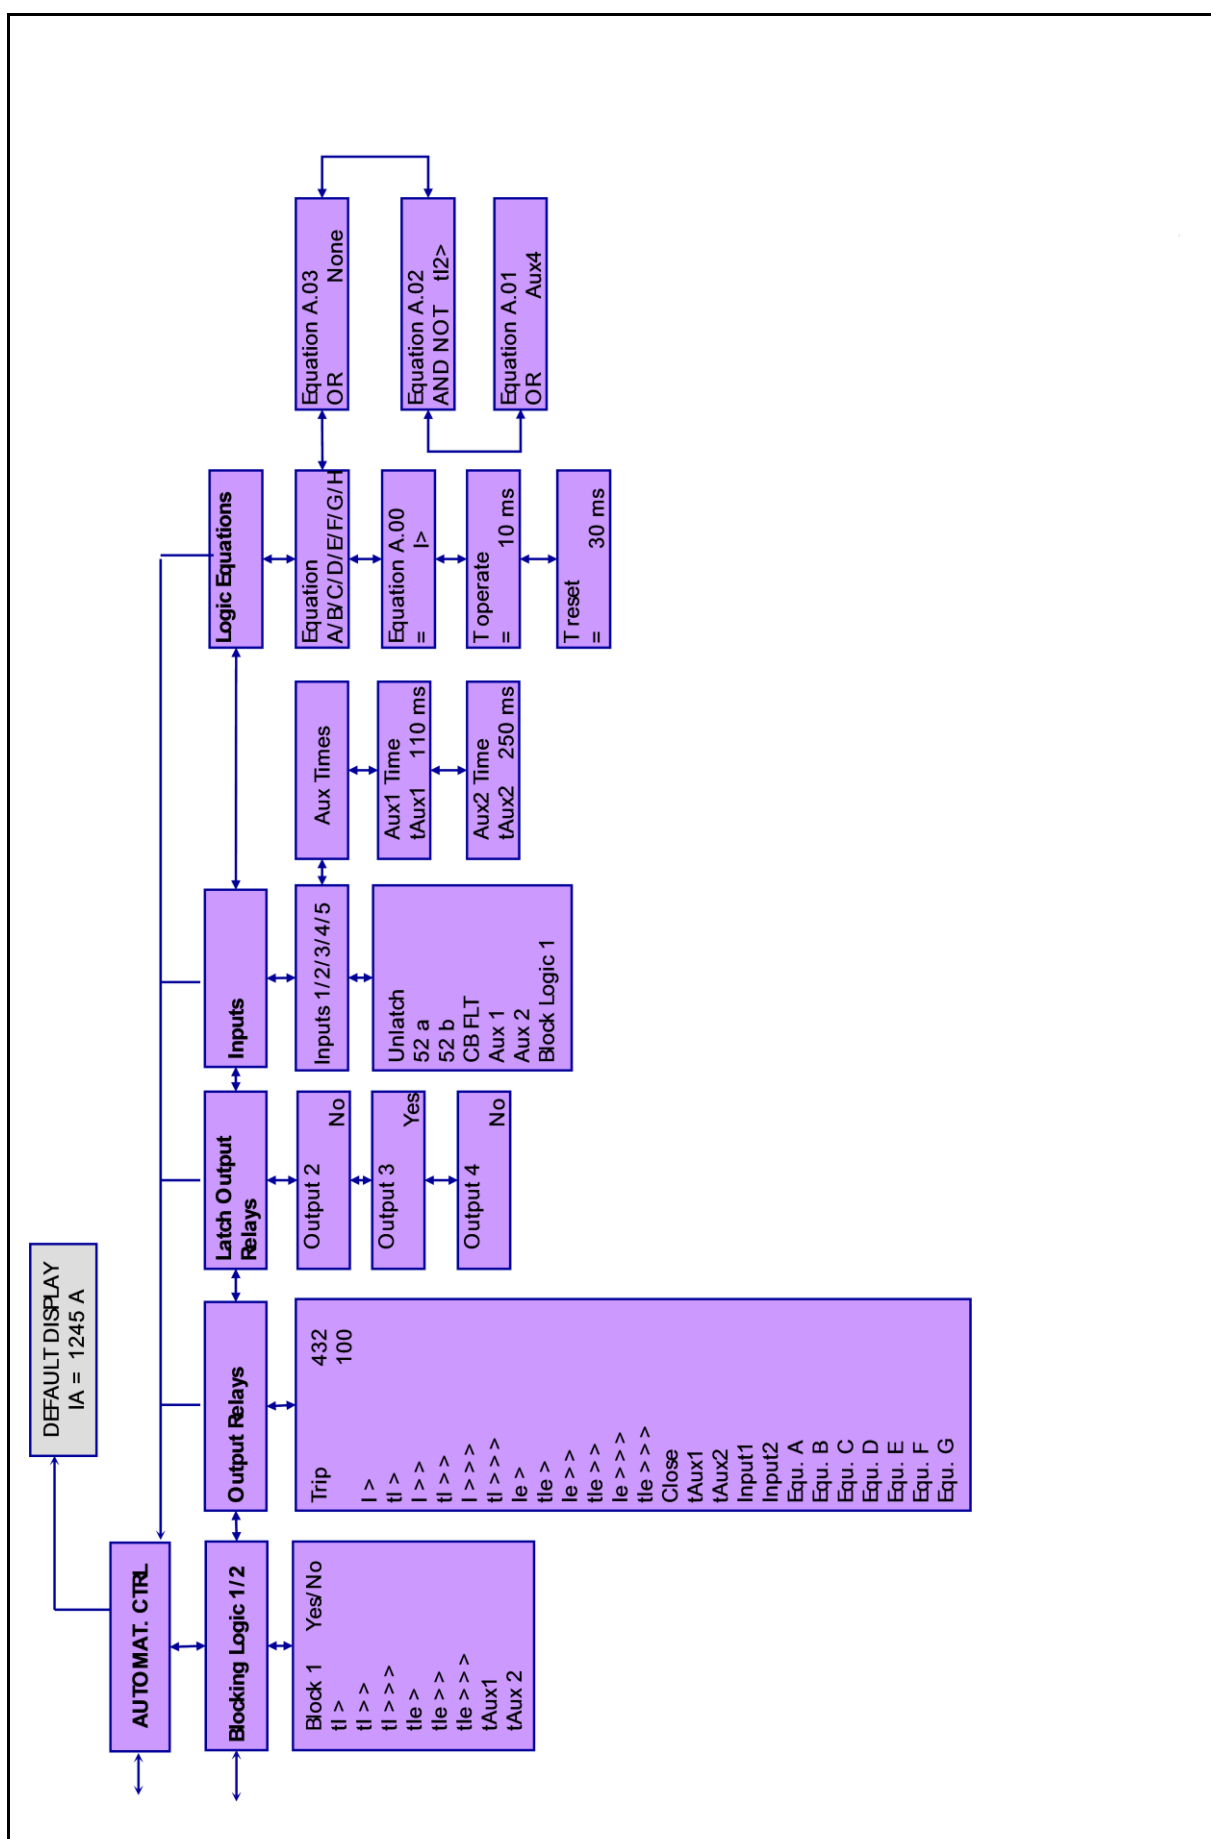 DEFAULT DISPLAY
IA = 1245 A
AUTOMAT. CTRL
Blocking Logic 1/2
Block 1 Yes/No
tI >
tI > >
tI > > >
tIe >
tIe > >
tIe > > >
tAux1
tAux 2
Output Relays
Trip 432
100
I >
tI >
I > >
tI > >
I > > >
tI > > >
Ie >
tIe >
Ie > >
tIe > >
Ie > > >
tIe > > >
Close
tAux1
tAux2
Input1
Input2
Equ. A
Equ. B
Equ. C
Equ. D
Equ. E
Equ. F
Equ. G
Latch Output
Relays
Output 2
No
Output 3
Yes
Output 4
No
Inputs
Inputs 1/2/3/4/5
Unlatch
52 a
52 b
CB FLT
Aux 1
Aux 2
Block Logic 1
Aux Times
Aux1 Time
tAux1 110 ms
Aux2 Time
tAux2 250 ms
Logic Equations
Equation
A/B/C/D/E/F/G/H
Equation A.00
= I>
T operate
= 10 ms
T reset
= 30 ms
Equation A.03
OR None
Equation A.02
AND NOT tI2>
Equation A.01
OR Aux4